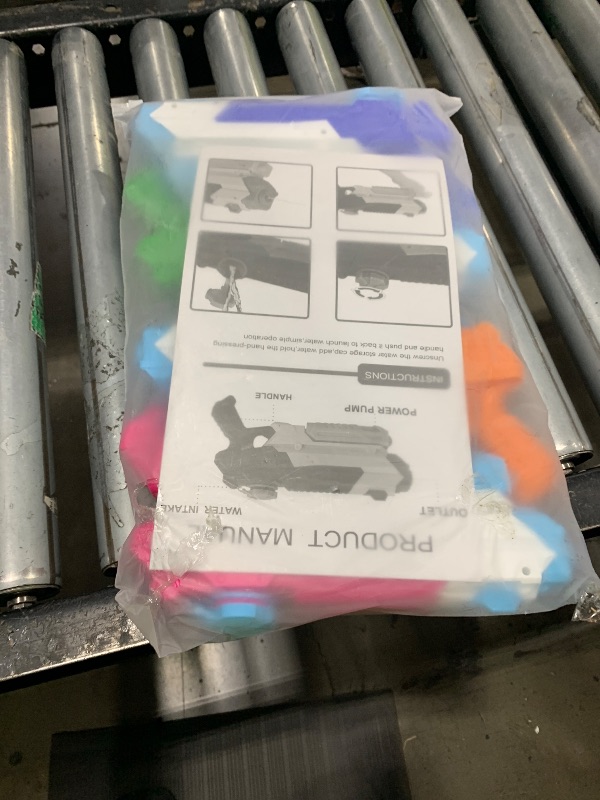 PRODUCT MANUAL
OUTLET
WATER INTAKE
POWER PUMP
HANDLE
INSTRUCTIONS
Unscrew the water storage cap,add water,hold the hand-pressing
handle and push it back to launch water,simple operation